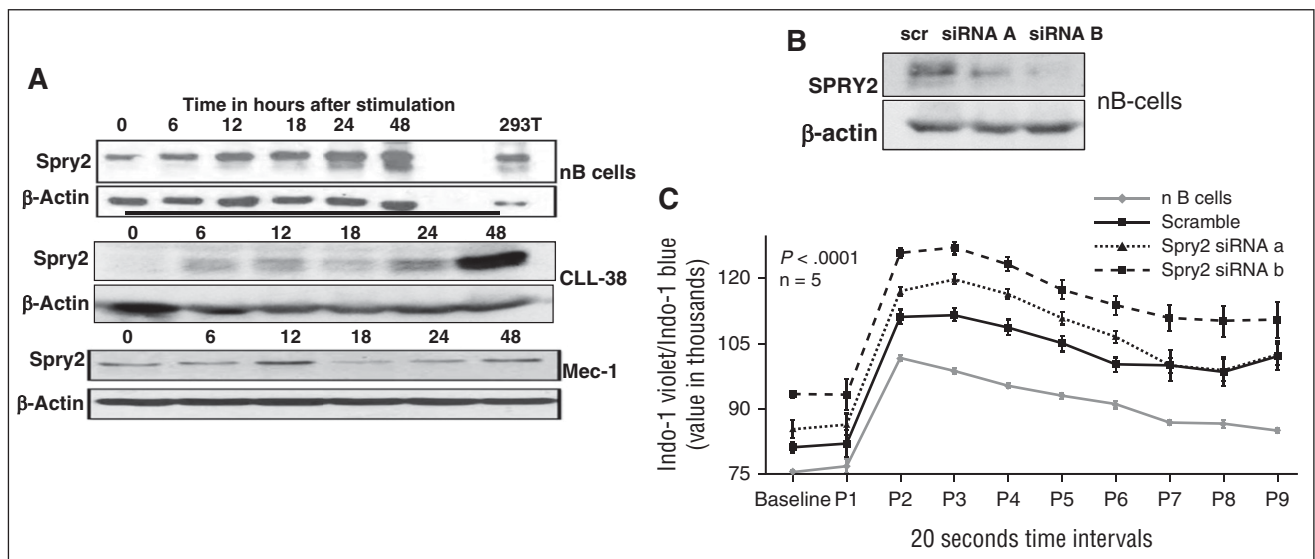 A
Time in hours after stimulation
0 6 12 18 24 48 293T
Spry2
nB cells
β-Actin
0 6 12 18 24 48
Spry2
CLL-38
β-Actin
0 6 12 18 24 48
Spry2
Mec-1
β-Actin
B
scr siRNA A siRNA B
SPRY2
nB-cells
β-actin
C
n B cells
Scramble
Spry2 siRNA a
Spry2 siRNA b
P < .0001
n = 5
Indo-1 violet/Indo-1 blue
(value in thousands)
120
105
90
75
Baseline P1 P2 P3 P4 P5 P6 P7 P8 P9
20 seconds time intervals